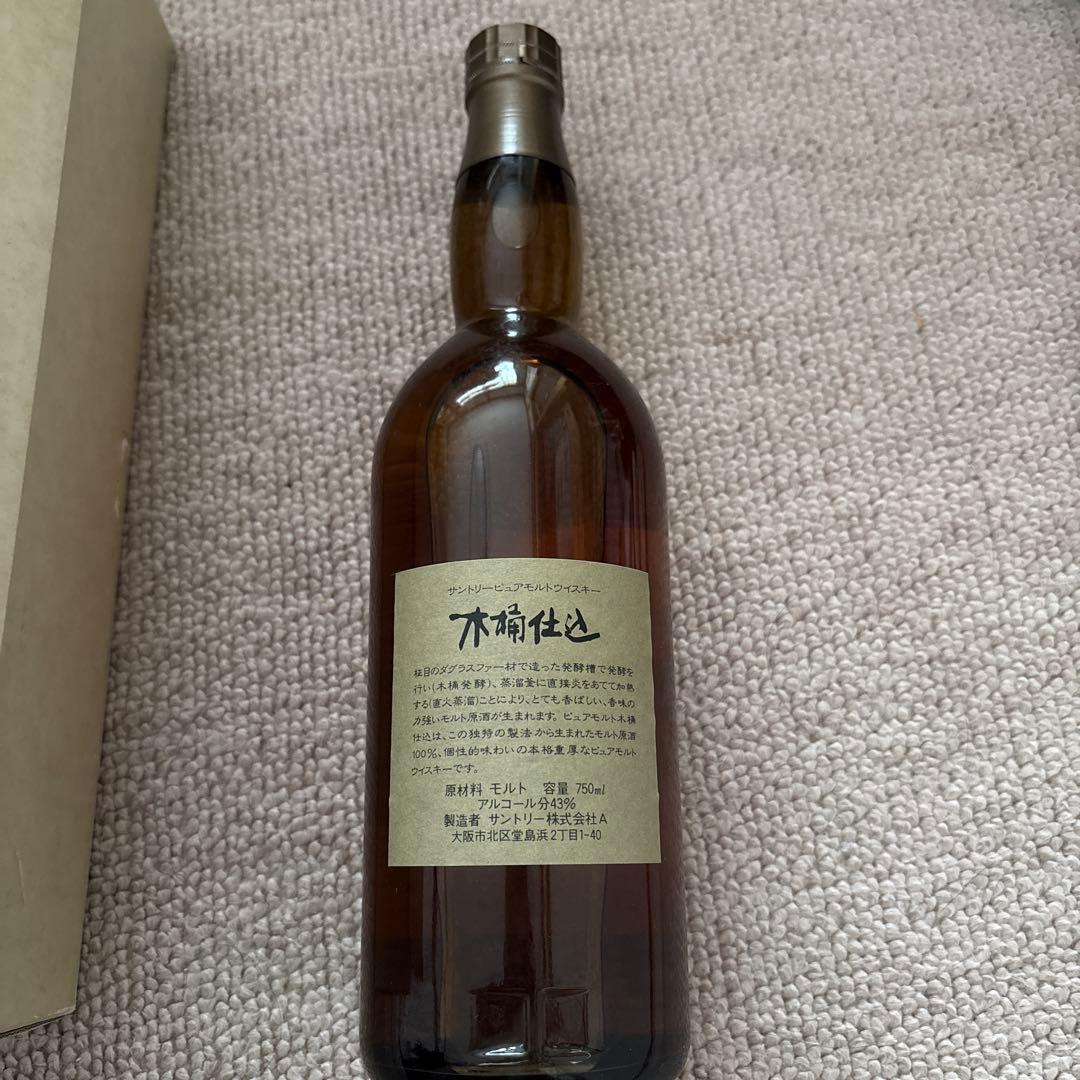 サントリーピュアモルトウイスキー
木桶仕込
柾目のダグラスファー材で造った発酵槽で発酵を
行い(木桶発酵)、蒸溜釜に直接炎をあてて加熱
する(直火蒸溜)ことにより、とても香ばしい、香味の
力強いモルト原酒が生まれます。ピュアモルト木桶
仕込は、この独特の製法から生まれたモルト原酒
100%、個性的味わいの本格重厚なピュアモルト
ウイスキーです。
原材料 モルト 容量 750ml
アルコール分43%
製造者 サントリー株式会社A
大阪市北区堂島浜2丁目1-40